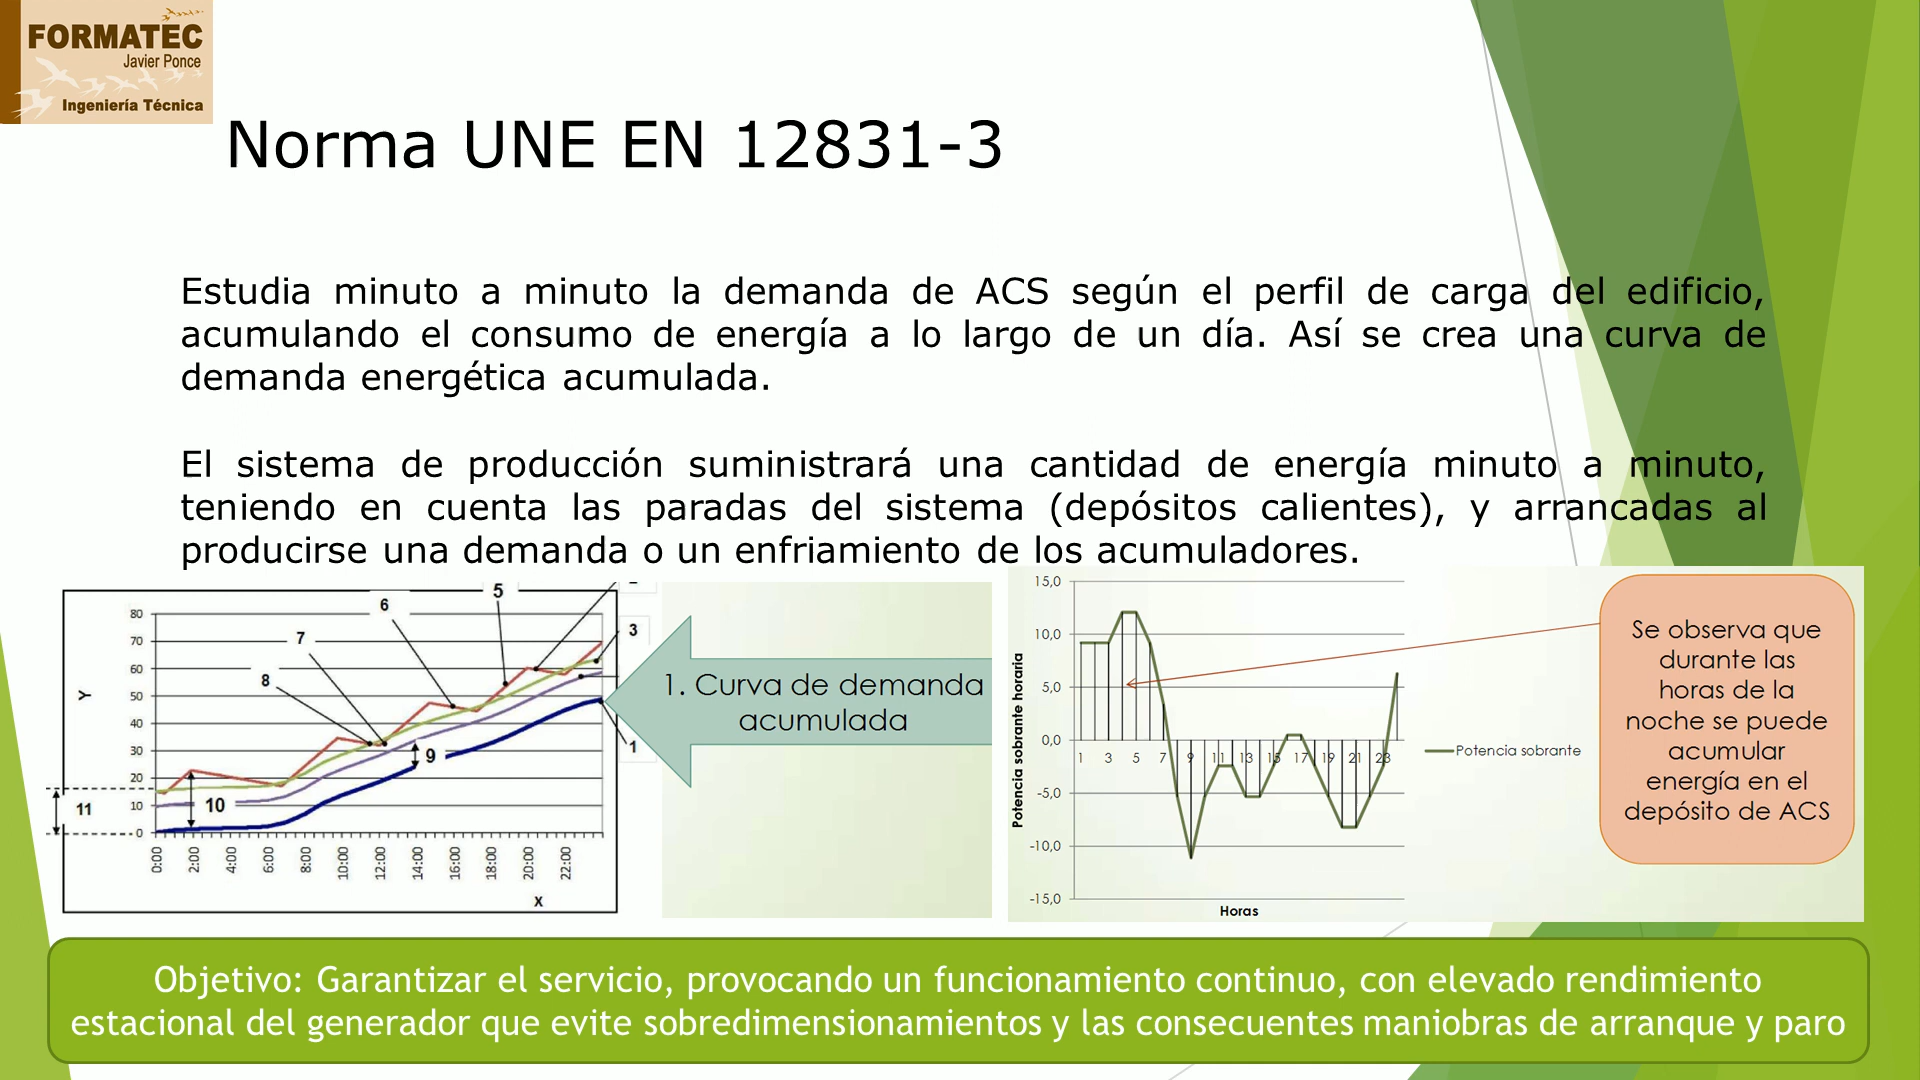 FORMATEC
Javier Ponce
Ingeniería Técnica
Norma UNE EN 12831-3
Estudia minuto a minuto la demanda de ACS según el perfil de carga del edificio,
acumulando el consumo de energía a lo largo de un día. Así se crea una curva de
demanda energética acumulada.
El sistema de producción suministrará una cantidad de energía minuto a minuto,
teniendo en cuenta las paradas del sistema (depósitos calientes), y arrancadas al
producirse una demanda o un enfriamiento de los acumuladores.
5
6
7
8
3
1
9
10
11
80
70
60
50
40
30
20
10
0
Y
0:00
2:00
4:00
6:00
8:00
10:00
12:00
14:00
16:00
18:00
20:00
22:00
X
1. Curva de demanda
acumulada
Potencia sobrante horaria
15,0
10,0
5,0
0,0
-5,0
-10,0
-15,0
1 3 5 7 9 11 13 15 17 19 21 23
Horas
Potencia sobrante
Se observa que
durante las
horas de la
noche se puede
acumular
energía en el
depósito de ACS
Objetivo: Garantizar el servicio, provocando un funcionamiento continuo, con elevado rendimiento
estacional del generador que evite sobredimensionamientos y las consecuentes maniobras de arranque y paro